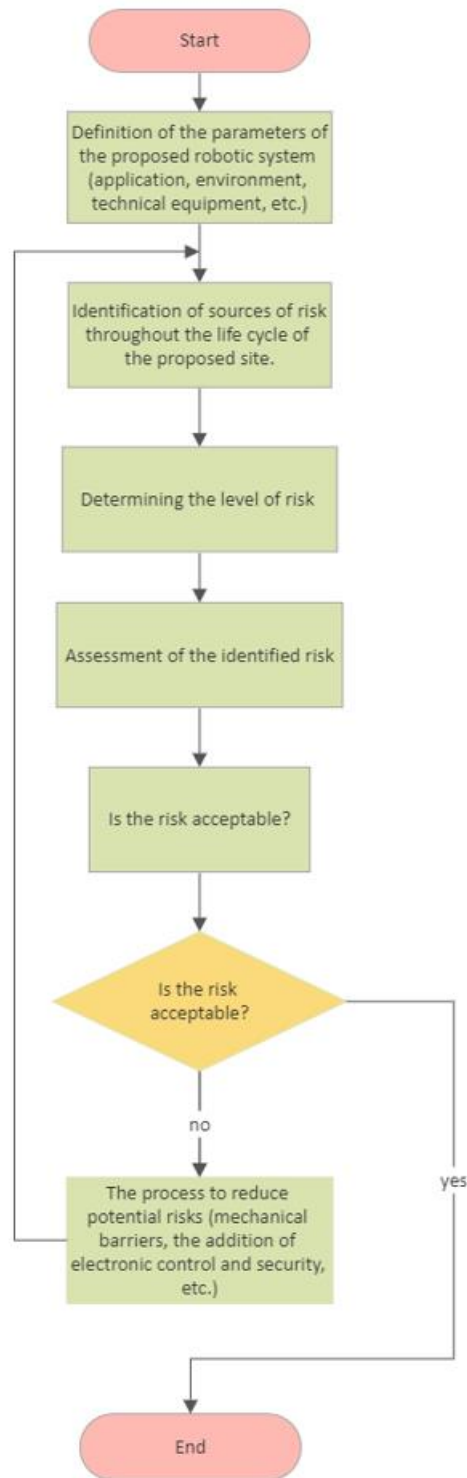 Start
Definition of the parameters of
the proposed robotic system
(application, environment,
technical equipment, etc.)
Identification of sources of risk
throughout the life cycle of
the proposed site.
Determining the level of risk
Assessment of the identified risk
Is the risk acceptable?
Is the risk
acceptable?
no
yes
The process to reduce
potential risks (mechanical
barriers, the addition of
electronic control and security,
etc.)
End